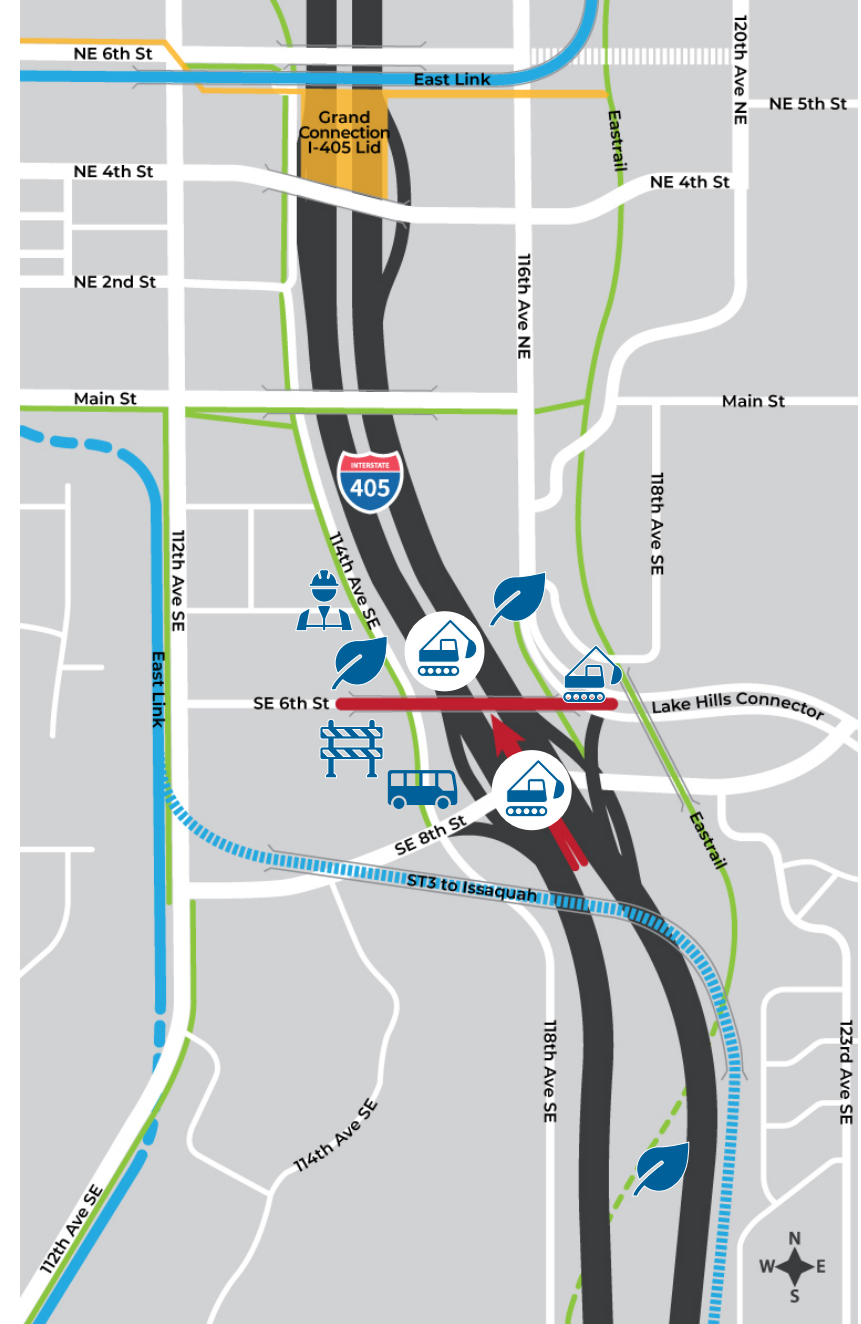 NE 6th St
120th Ave NE
East Link
NE 5th St
Grand
Connection
I-405 Lid
Eastrail
NE 4th St
NE 4th St
NE 2nd St
116th Ave NE
Main St
Main St
INTERSTATE
405
118th Ave SE
112th Ave SE
114th Ave SE
East Link
SE 6th St
Lake Hills Connector
SE 8th St
Eastrail
ST3 to Issaquah
118th Ave SE
123rd Ave SE
114th Ave SE
112th Ave SE
N
W
E
S